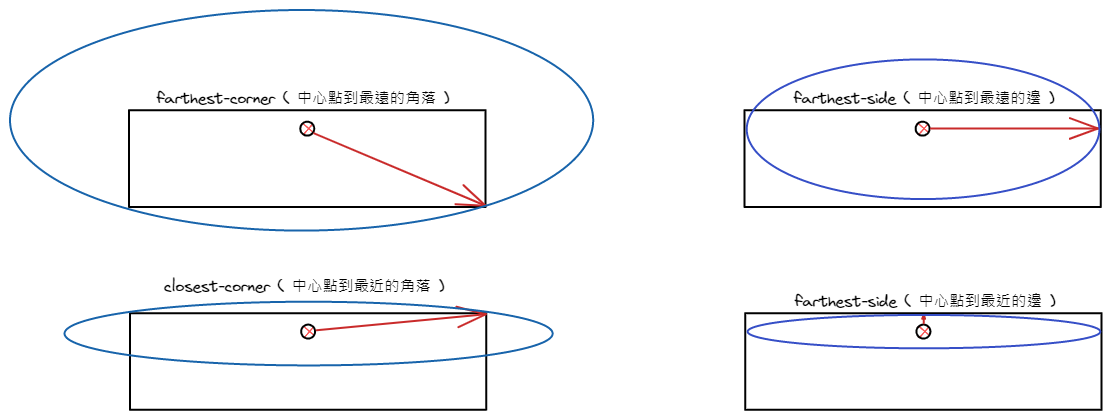 farthest-corner ( 中心點到最遠的角落 )
farthest-side ( 中心點到最遠的邊 )
closest-corner ( 中心點到最近的角落 )
farthest-side ( 中心點到最近的邊 )